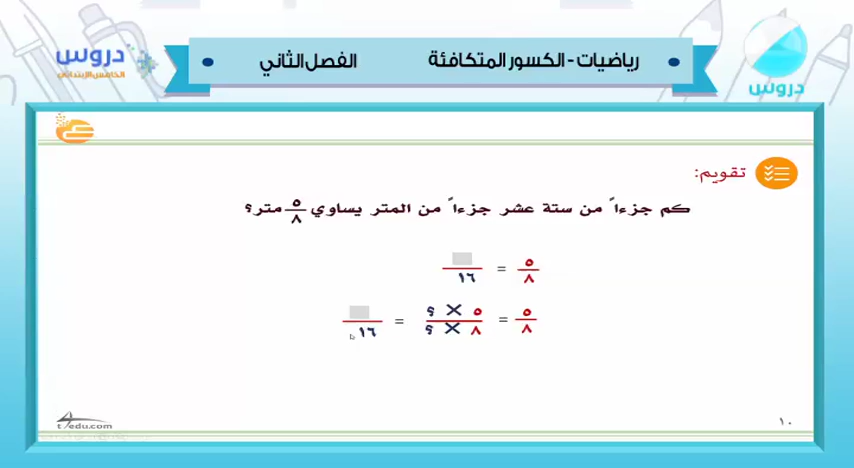 دروس
الخامس الإبتدائي
رياضيات - الكسور المتكافئة
الفصل الثاني
دروس
تقويم:
كم جزءاً من ستة عشر جزءاً من المتر يساوي ٥/٨ متر؟
٥/٨ = /١٦
٥/٨ = ٥ × ؟ / ٨ × ؟ = /١٦
t4edu.com
١٠